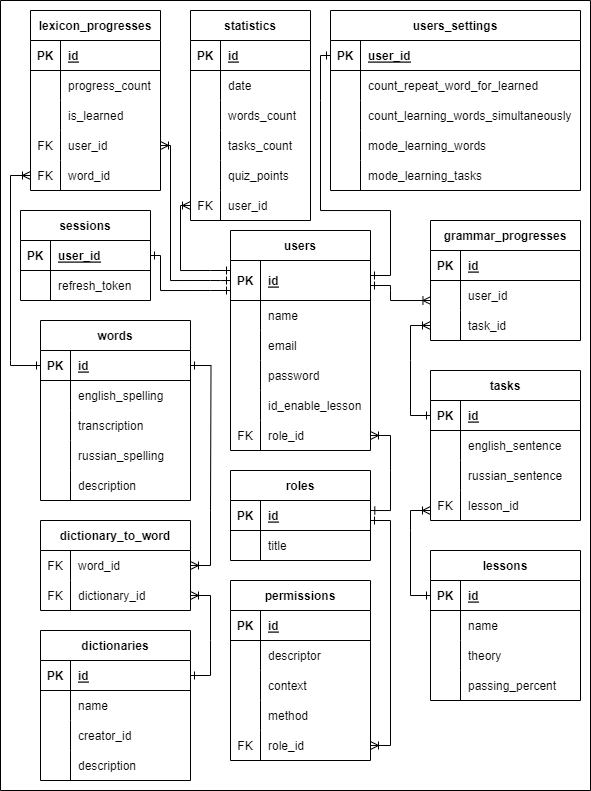 lexicon_progresses
PK id
progress_count
is_learned
FK user_id
FK word_id
statistics
PK id
date
words_count
tasks_count
quiz_points
FK user_id
users_settings
PK user_id
count_repeat_word_for_learned
count_learning_words_simultaneously
mode_learning_words
mode_learning_tasks
sessions
PK user_id
refresh_token
users
PK id
name
email
password
id_enable_lesson
FK role_id
grammar_progresses
PK id
user_id
task_id
words
PK id
english_spelling
transcription
russian_spelling
description
tasks
PK id
english_sentence
russian_sentence
FK lesson_id
roles
PK id
title
dictionary_to_word
FK word_id
FK dictionary_id
permissions
PK id
descriptor
context
method
FK role_id
lessons
PK id
name
theory
passing_percent
dictionaries
PK id
name
creator_id
description